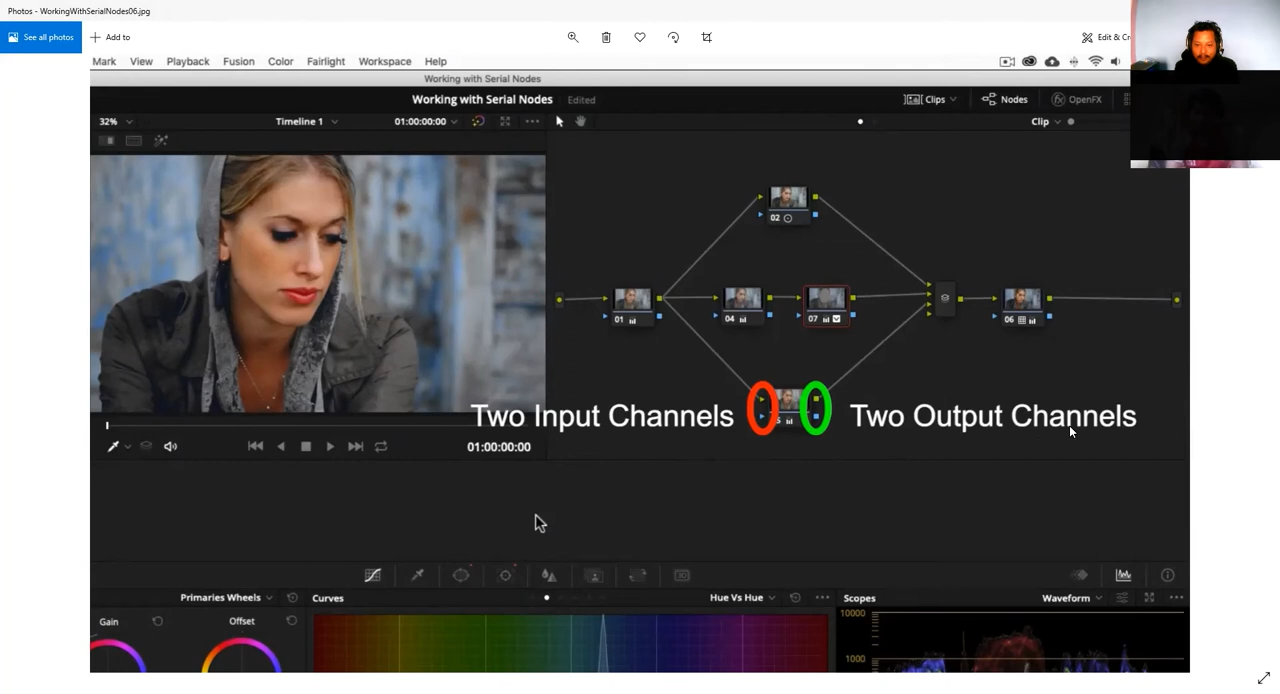 Photos - WorkingWithSerialNodes06.jpg
See all photos
Add to
Mark View Playback Fusion Color Fairlight Workspace Help
Working with Serial Nodes
Working with Serial Nodes Edited
Clips Nodes fx OpenFX
32% Timeline 1 01:00:00:00 Clip
02
01 04 07 06
Two Input Channels Two Output Channels
01:00:00:00
Primaries Wheels Curves Hue Vs Hue Scopes Waveform
Gain Offset
10000
1000